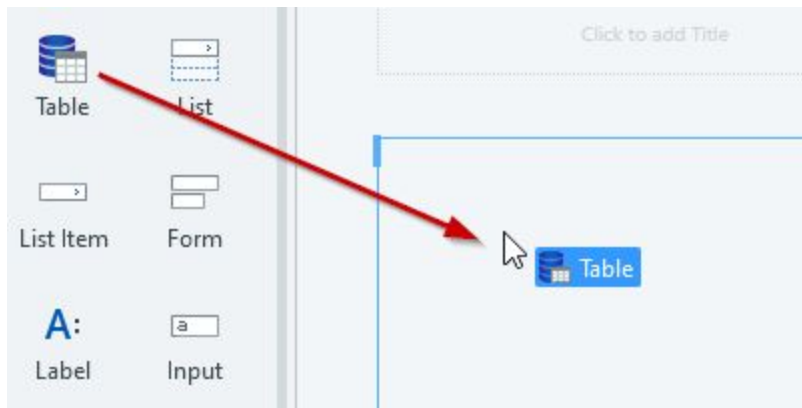 Click to add Title
Table
List
List Item
Form
Table
A:
a
Label
Input